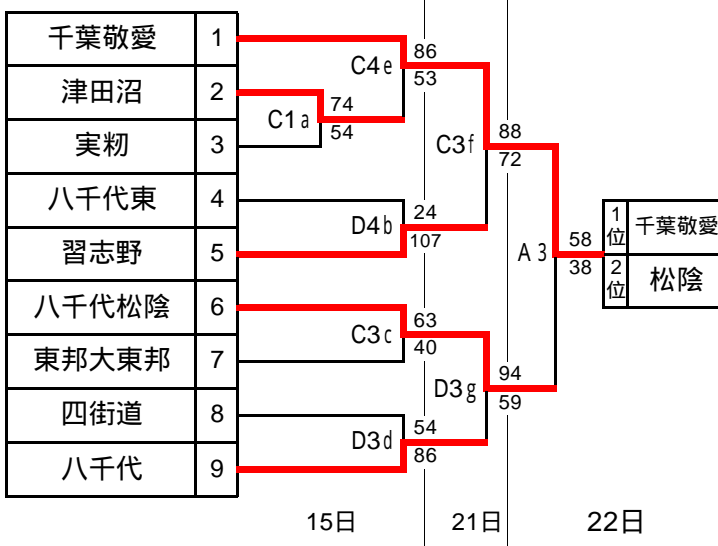 千葉敬愛 1
津田沼 2
実籾 3
八千代東 4
習志野 5
八千代松陰 6
東邦大東邦 7
四街道 8
八千代 9
C4e 86 53
C1a 74 54
D4b 24 107
C3c 63 40
D3d 54 86
C3f 88 72
D3g 94 59
A3 58 38
1位 千葉敬愛
2位 松陰
15日 21日 22日